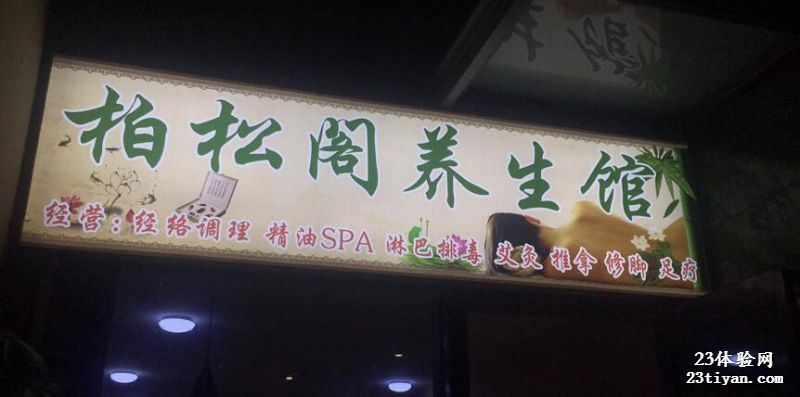 柏松阁养生馆
经营：经络调理 精油SPA 淋巴排毒 艾灸 推拿 修脚 足疗
23体验网
23tiyan.com